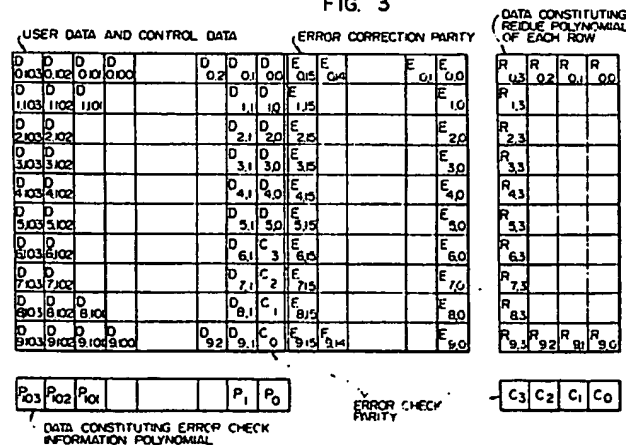 FIG. 3
USER DATA AND CONTROL DATA
ERROR CORRECTION PARITY
DATA CONSTITUTING
REIDUE POLYNOMIAL
OF EACH ROW
D0,103 D0,102 D0,101 D0,100 D0,2 D0,1 D0,0 E0,15 E0,14 E0,1 E0,0 R0,3 R0,2 R0,1 R0,0
D1,103 D1,102 D1,101 D1,1 D1,0 E1,15 E1,0 R1,3
D2,103 D2,102 D2,1 D2,0 E2,15 E2,0 R2,3
D3,103 D3,102 D3,1 D3,0 E3,15 E3,0 R3,3
D4,103 D4,102 D4,1 D4,0 E4,15 E4,0 R4,3
D5,103 D5,102 D5,1 D5,0 E5,15 E5,0 R5,3
D6,103 D6,102 D6,1 C3 E6,15 E6,0 R6,3
D7,103 D7,102 D7,1 C2 E7,15 E7,0 R7,3
D8,103 D8,102 D8,1 C1 E8,15 E8,0 R8,3
D9,103 D9,102 D9,100 D9,2 D9,1 C0 E9,15 E9,14 E9,0 R9,3 R9,2 R9,1 R9,0
P103 P102 P101 P1 P0 C3 C2 C1 C0
ERROR CHECK
PARITY
DATA CONSTITUTING ERROR CHECK
INFORMATION POLYNOMIAL